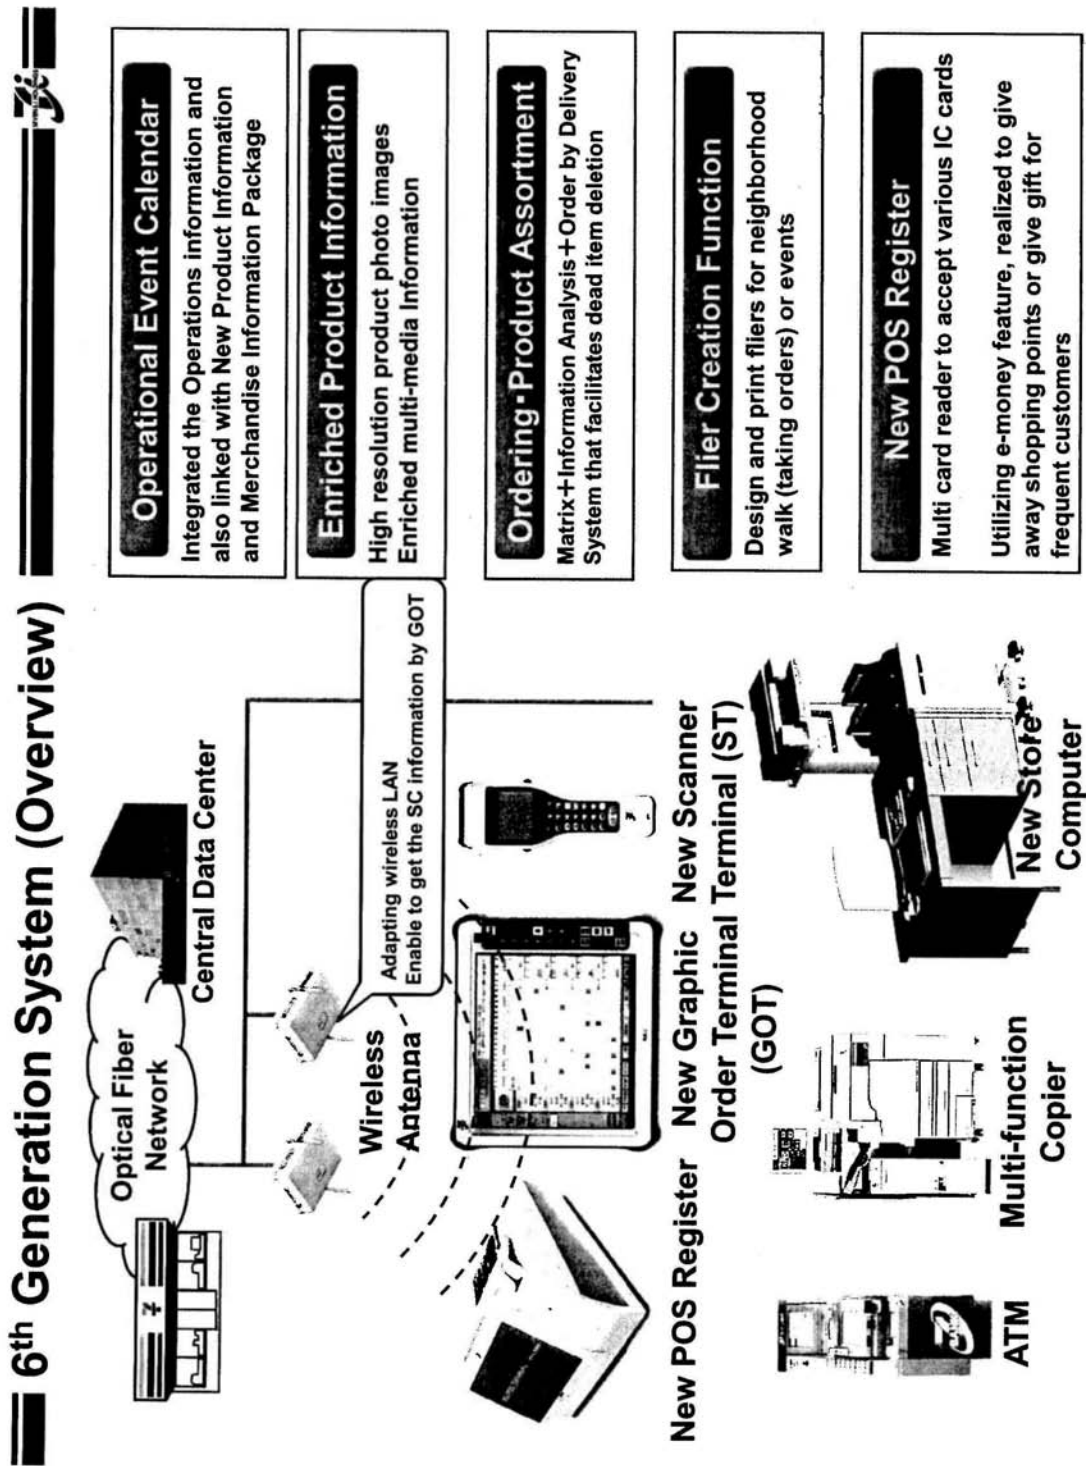 6th Generation System (Overview)
Optical Fiber
Network
Central Data Center
Wireless
Antenna
Adapting wireless LAN
Enable to get the SC information by GOT
New POS Register
New Graphic
Order Terminal
(GOT)
New Scanner
Terminal (ST)
ATM
Multi-function
Copier
New Store
Computer
Operational Event Calendar
Integrated the Operations information and
also linked with New Product Information
and Merchandise Information Package
Enriched Product Information
High resolution product photo images
Enriched multi-media Information
Ordering・Product Assortment
Matrix+Information Analysis+Order by Delivery
System that facilitates dead item deletion
Flier Creation Function
Design and print fliers for neighborhood
walk (taking orders) or events
New POS Register
Multi card reader to accept various IC cards
Utilizing e-money feature, realized to give
away shopping points or give gift for
frequent customers